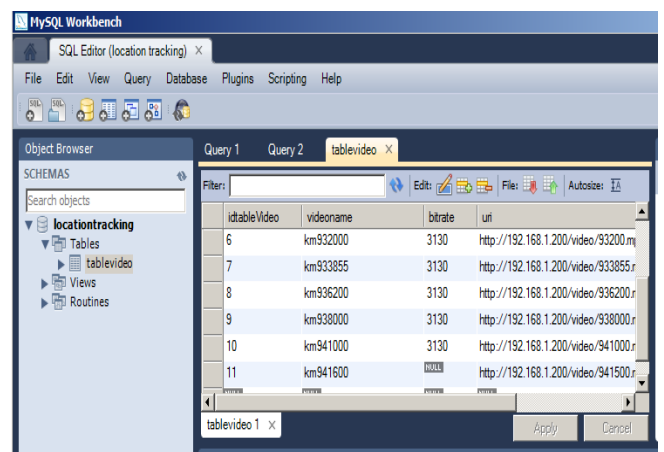 MySQL Workbench
SQL Editor (location tracking) ×
File Edit View Query Database Plugins Scripting Help
Object Browser
SCHEMAS
Search objects
locationtracking
Tables
tablevideo
Views
Routines
Query 1 Query 2 tablevideo ×
Filter: Edit: File: Autosize:
idtableVideo videoname bitrate uri
6 km932000 3130 http://192.168.1.200/video/93200.m
7 km933855 3130 http://192.168.1.200/video/933855.r
8 km936200 3130 http://192.168.1.200/video/936200.r
9 km938000 3130 http://192.168.1.200/video/938000.r
10 km941000 3130 http://192.168.1.200/video/941000.r
11 km941600 NULL http://192.168.1.200/video/941500.r
NULL NULL NULL NULL
tablevideo 1 ×
Apply Cancel